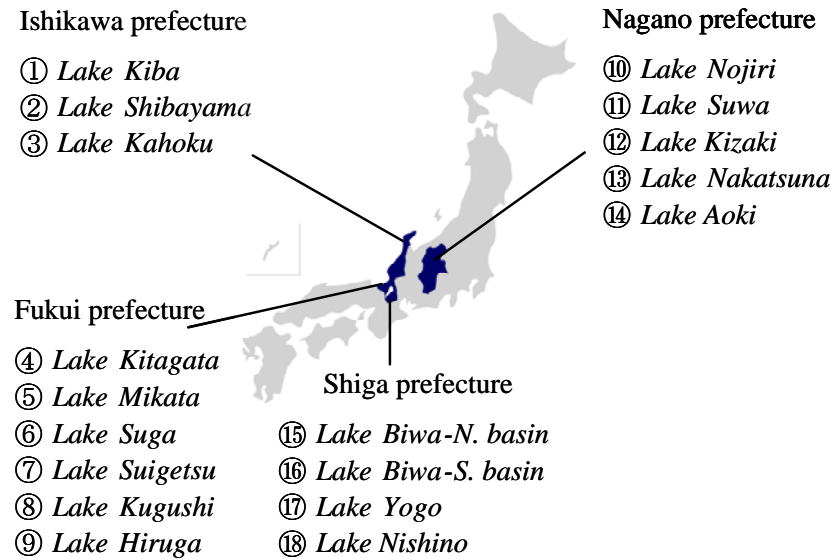 Ishikawa prefecture
① Lake Kiba
② Lake Shibayama
③ Lake Kahoku
Nagano prefecture
⑩ Lake Nojiri
⑪ Lake Suwa
⑫ Lake Kizaki
⑬ Lake Nakatsuna
⑭ Lake Aoki
Fukui prefecture
④ Lake Kitagata
⑤ Lake Mikata
⑥ Lake Suga
⑦ Lake Suigetsu
⑧ Lake Kugushi
⑨ Lake Hiruga
Shiga prefecture
⑮ Lake Biwa-N. basin
⑯ Lake Biwa-S. basin
⑰ Lake Yogo
⑱ Lake Nishino